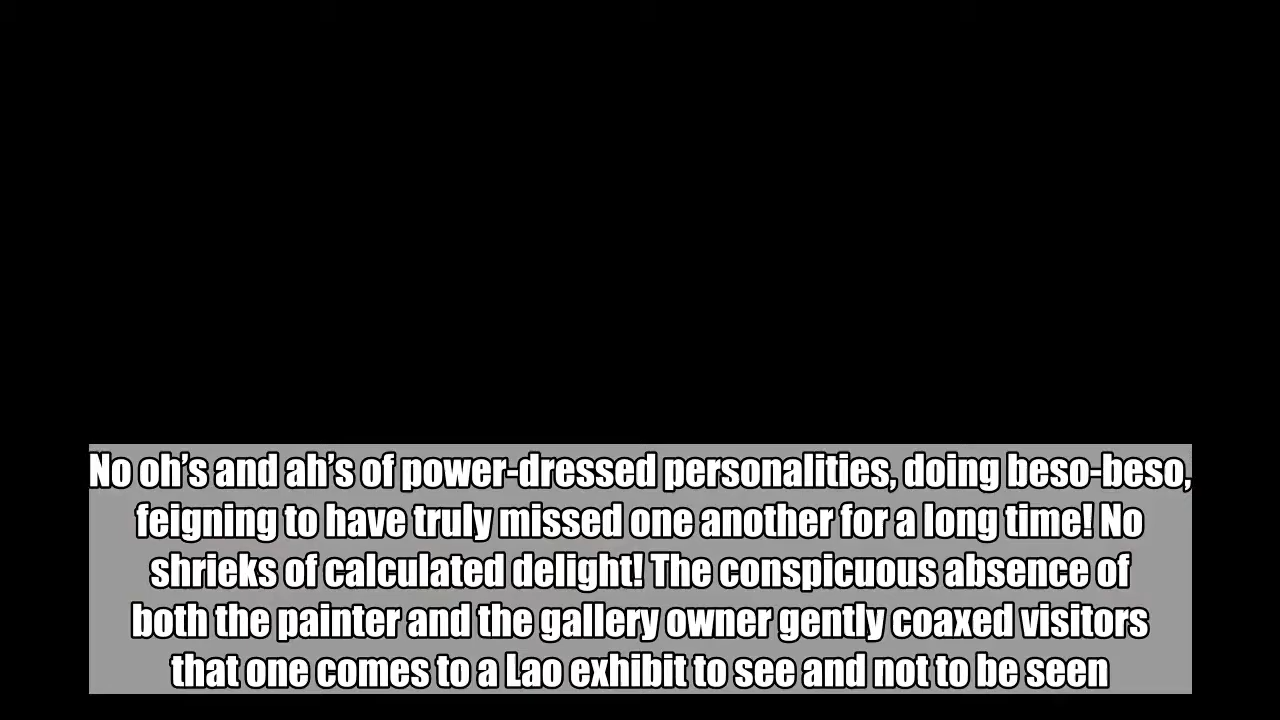 No oh’s and ah’s of power-dressed personalities, doing beso-beso,
feigning to have truly missed one another for a long time! No
shrieks of calculated delight! The conspicuous absence of
both the painter and the gallery owner gently coaxed visitors
that one comes to a Lao exhibit to see and not to be seen